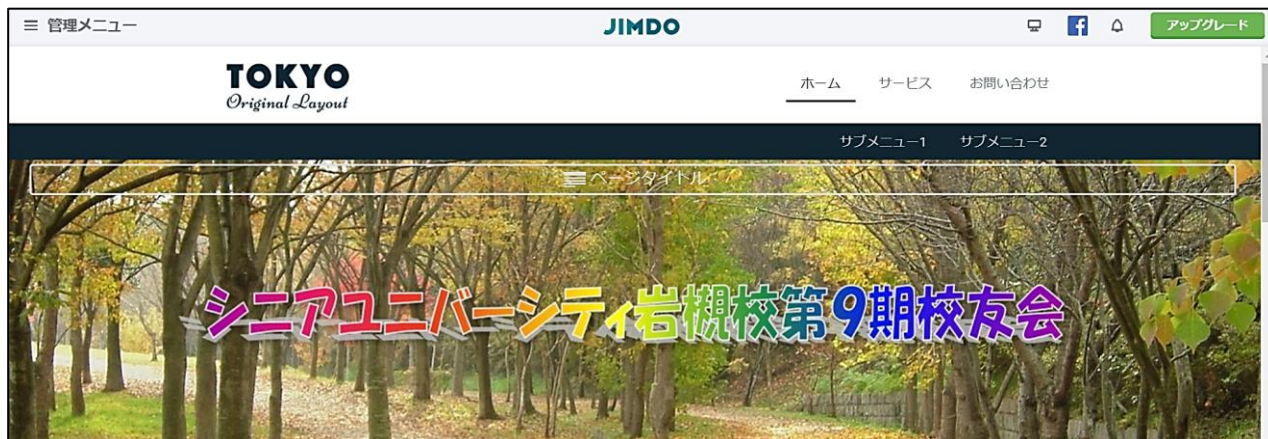 管理メニュー
JIMDO
アップグレード
TOKYO
Original Layout
ホーム サービス お問い合わせ
サブメニュー1 サブメニュー2
ページタイトル
シニアユニバーシティ岩槻校第9期校友会